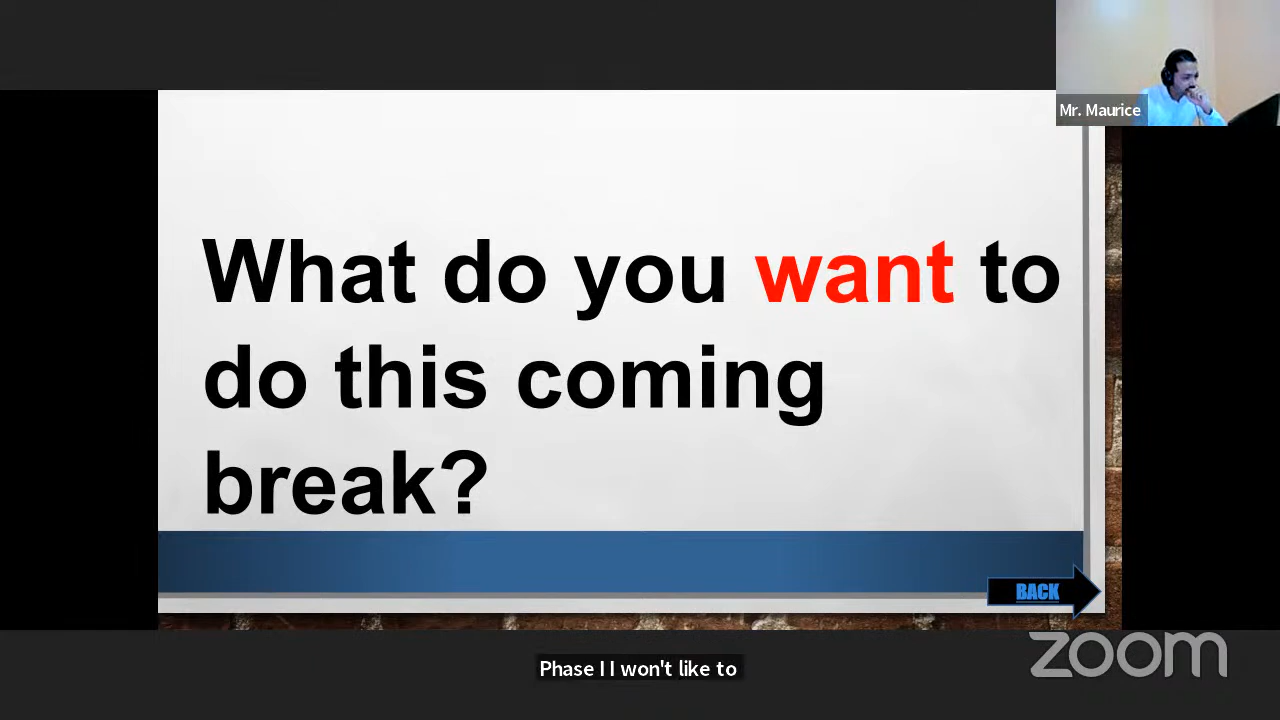 Mr. Maurice
What do you want to
do this coming
break?
BACK
zoom
Phase I I won't like to